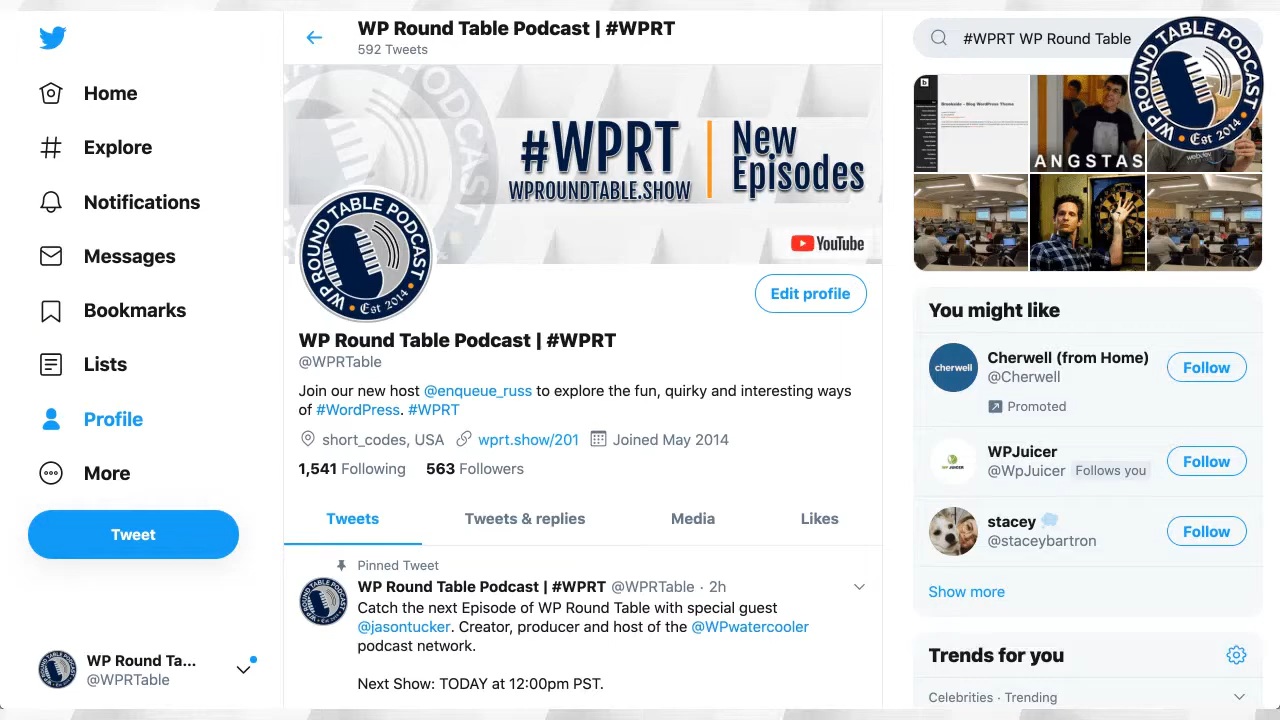 Home
Explore
Notifications
Messages
Bookmarks
Lists
Profile
More
Tweet
WP Round Ta...
@WPRTable
WP Round Table Podcast | #WPRT
592 Tweets
#WPRT
WPROUNDTABLE.SHOW
New
Episodes
YouTube
WP ROUND TABLE PODCAST
Est 2014
Edit profile
WP Round Table Podcast | #WPRT
@WPRTable
Join our new host @enqueue_russ to explore the fun, quirky and interesting ways
of #WordPress. #WPRT
short_codes, USA wprt.show/201 Joined May 2014
1,541 Following 563 Followers
Tweets Tweets & replies Media Likes
Pinned Tweet
WP Round Table Podcast | #WPRT @WPRTable · 2h
Catch the next Episode of WP Round Table with special guest
@jasontucker. Creator, producer and host of the @WPwatercooler
podcast network.
Next Show: TODAY at 12:00pm PST.
#WPRT WP Round Table
WP ROUND TABLE PODCAST
Est 2014
ANGSTAS
You might like
Cherwell (from Home)
@Cherwell
cherwell
Promoted
Follow
WPJuicer
@WpJuicer Follows you
Follow
stacey
@staceybartron
Follow
Show more
Trends for you
Celebrities · Trending